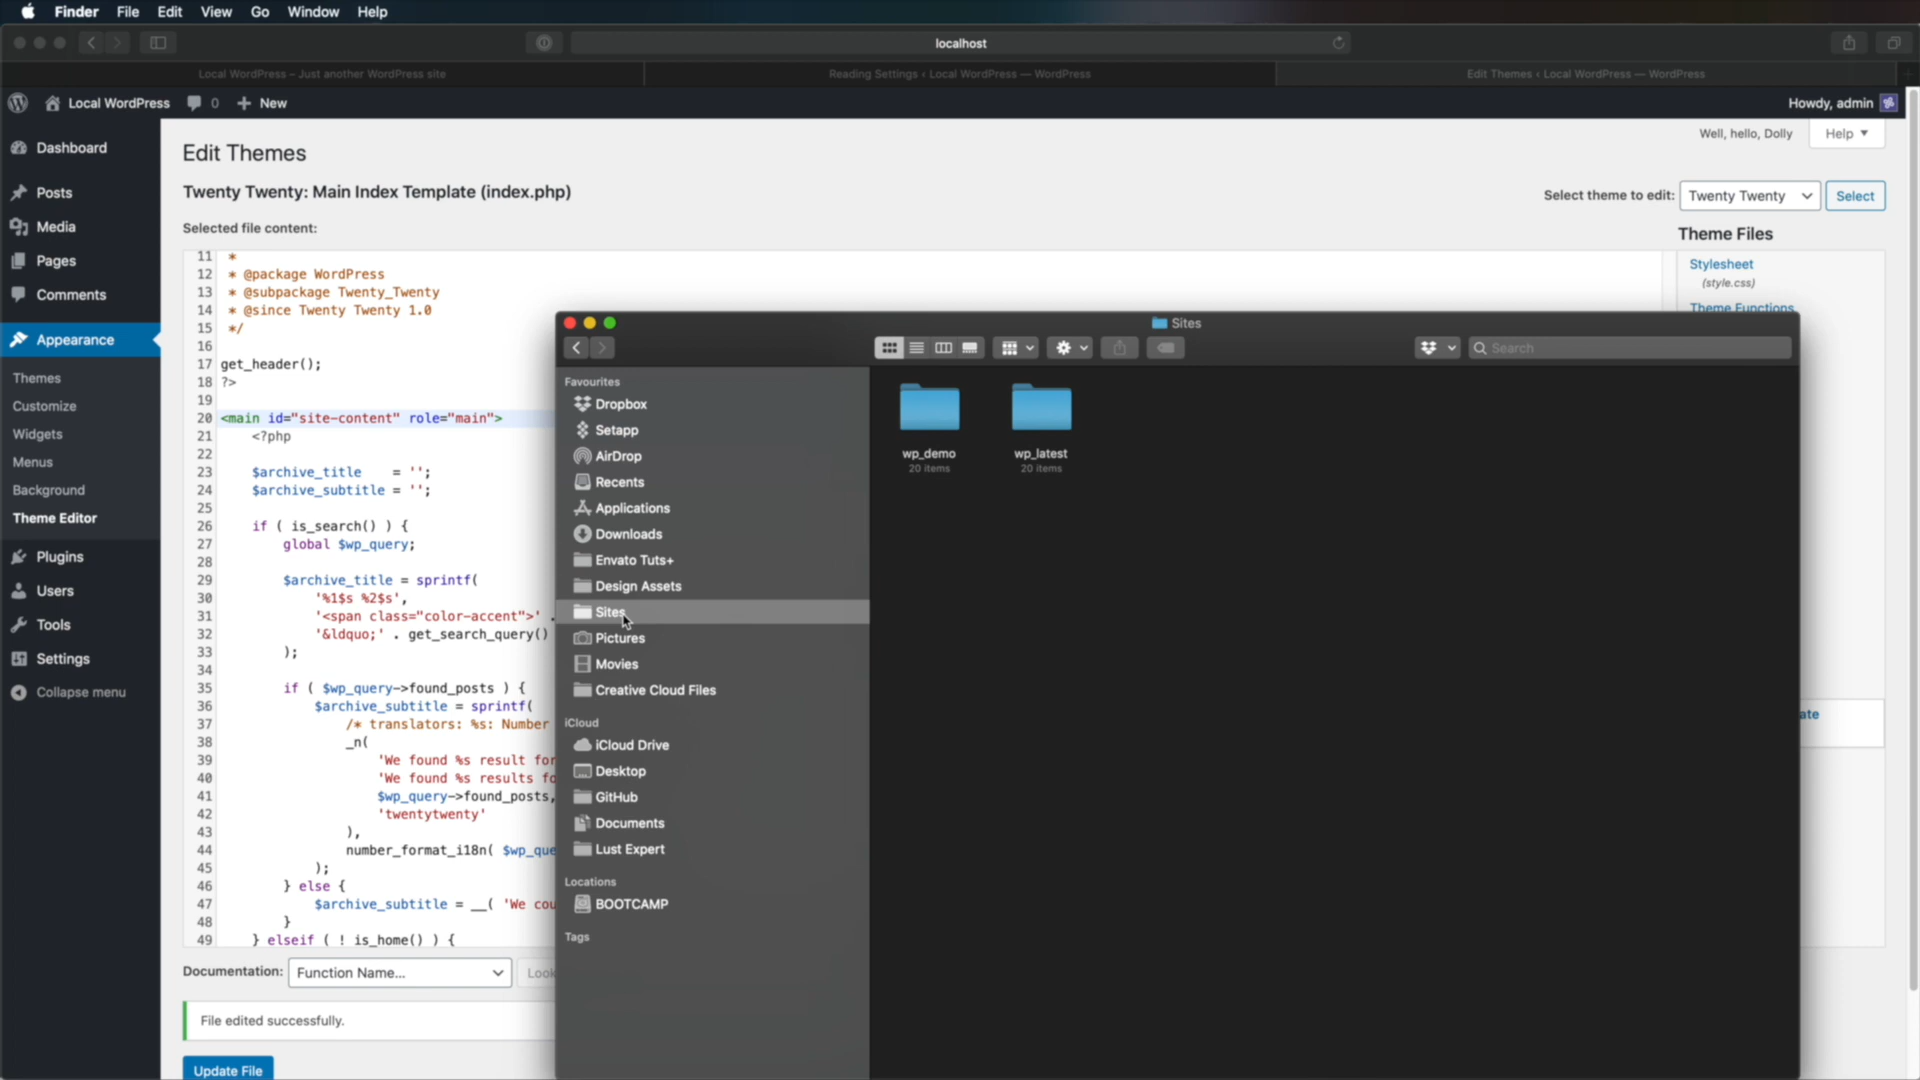 Finder File Edit View Go Window Help
localhost
Local WordPress – Just another WordPress site
Reading Settings ‹ Local WordPress — WordPress
Edit Themes ‹ Local WordPress — WordPress
Local WordPress 0 + New
Howdy, admin
Dashboard
Posts
Media
Pages
Comments
Appearance
Themes
Customize
Widgets
Menus
Background
Theme Editor
Plugins
Users
Tools
Settings
Collapse menu
Well, hello, Dolly
Help
Edit Themes
Twenty Twenty: Main Index Template (index.php)
Select theme to edit: Twenty Twenty Select
Selected file content:
Theme Files
Stylesheet
(style.css)
Theme Functions
ate
11 *
12 * @package WordPress
13 * @subpackage Twenty_Twenty
14 * @since Twenty Twenty 1.0
15 */
16
17 get_header();
18 ?>
19
20 <main id="site-content" role="main">
21 <?php
22
23 $archive_title    = '';
24 $archive_subtitle = '';
25
26 if ( is_search() ) {
27 global $wp_query;
28
29 $archive_title = sprintf(
30 '%1$s %2$s',
31 '<span class="color-accent">' .
32 '&ldquo;' . get_search_query()
33 );
34
35 if ( $wp_query->found_posts ) {
36 $archive_subtitle = sprintf(
37 /* translators: %s: Number
38 _n(
39 'We found %s result for
40 'We found %s results fo
41 $wp_query->found_posts,
42 'twentytwenty'
43 ),
44 number_format_i18n( $wp_que
45 );
46 } else {
47 $archive_subtitle = __( 'We cou
48 }
49 } elseif ( ! is_home() ) {
Documentation: Function Name... Look
File edited successfully.
Update File
Sites
Search
Favourites
Dropbox
Setapp
AirDrop
Recents
Applications
Downloads
Envato Tuts+
Design Assets
Sites
Pictures
Movies
Creative Cloud Files
iCloud
iCloud Drive
Desktop
GitHub
Documents
Lust Expert
Locations
BOOTCAMP
Tags
wp_demo
20 items
wp_latest
20 items